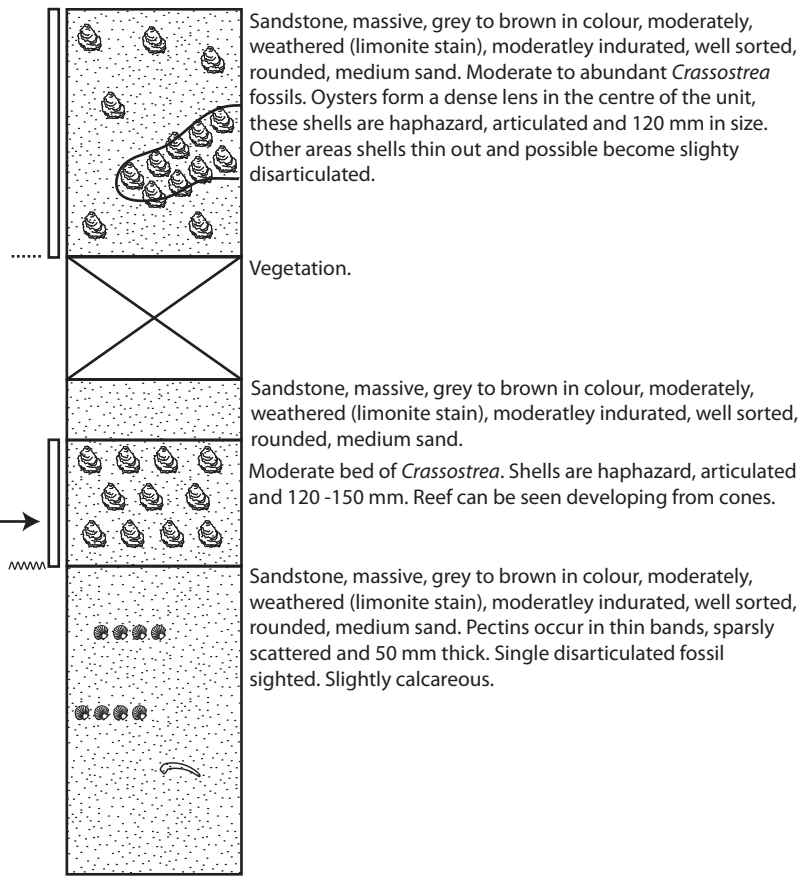 Sandstone, massive, grey to brown in colour, moderately,
weathered (limonite stain), moderatley indurated, well sorted,
rounded, medium sand. Moderate to abundant Crassostrea
fossils. Oysters form a dense lens in the centre of the unit,
these shells are haphazard, articulated and 120 mm in size.
Other areas shells thin out and possible become slighty
disarticulated.
Vegetation.
Sandstone, massive, grey to brown in colour, moderately,
weathered (limonite stain), moderatley indurated, well sorted,
rounded, medium sand.
Moderate bed of Crassostrea. Shells are haphazard, articulated
and 120 -150 mm. Reef can be seen developing from cones.
Sandstone, massive, grey to brown in colour, moderately,
weathered (limonite stain), moderatley indurated, well sorted,
rounded, medium sand. Pectins occur in thin bands, sparsly
scattered and 50 mm thick. Single disarticulated fossil
sighted. Slightly calcareous.